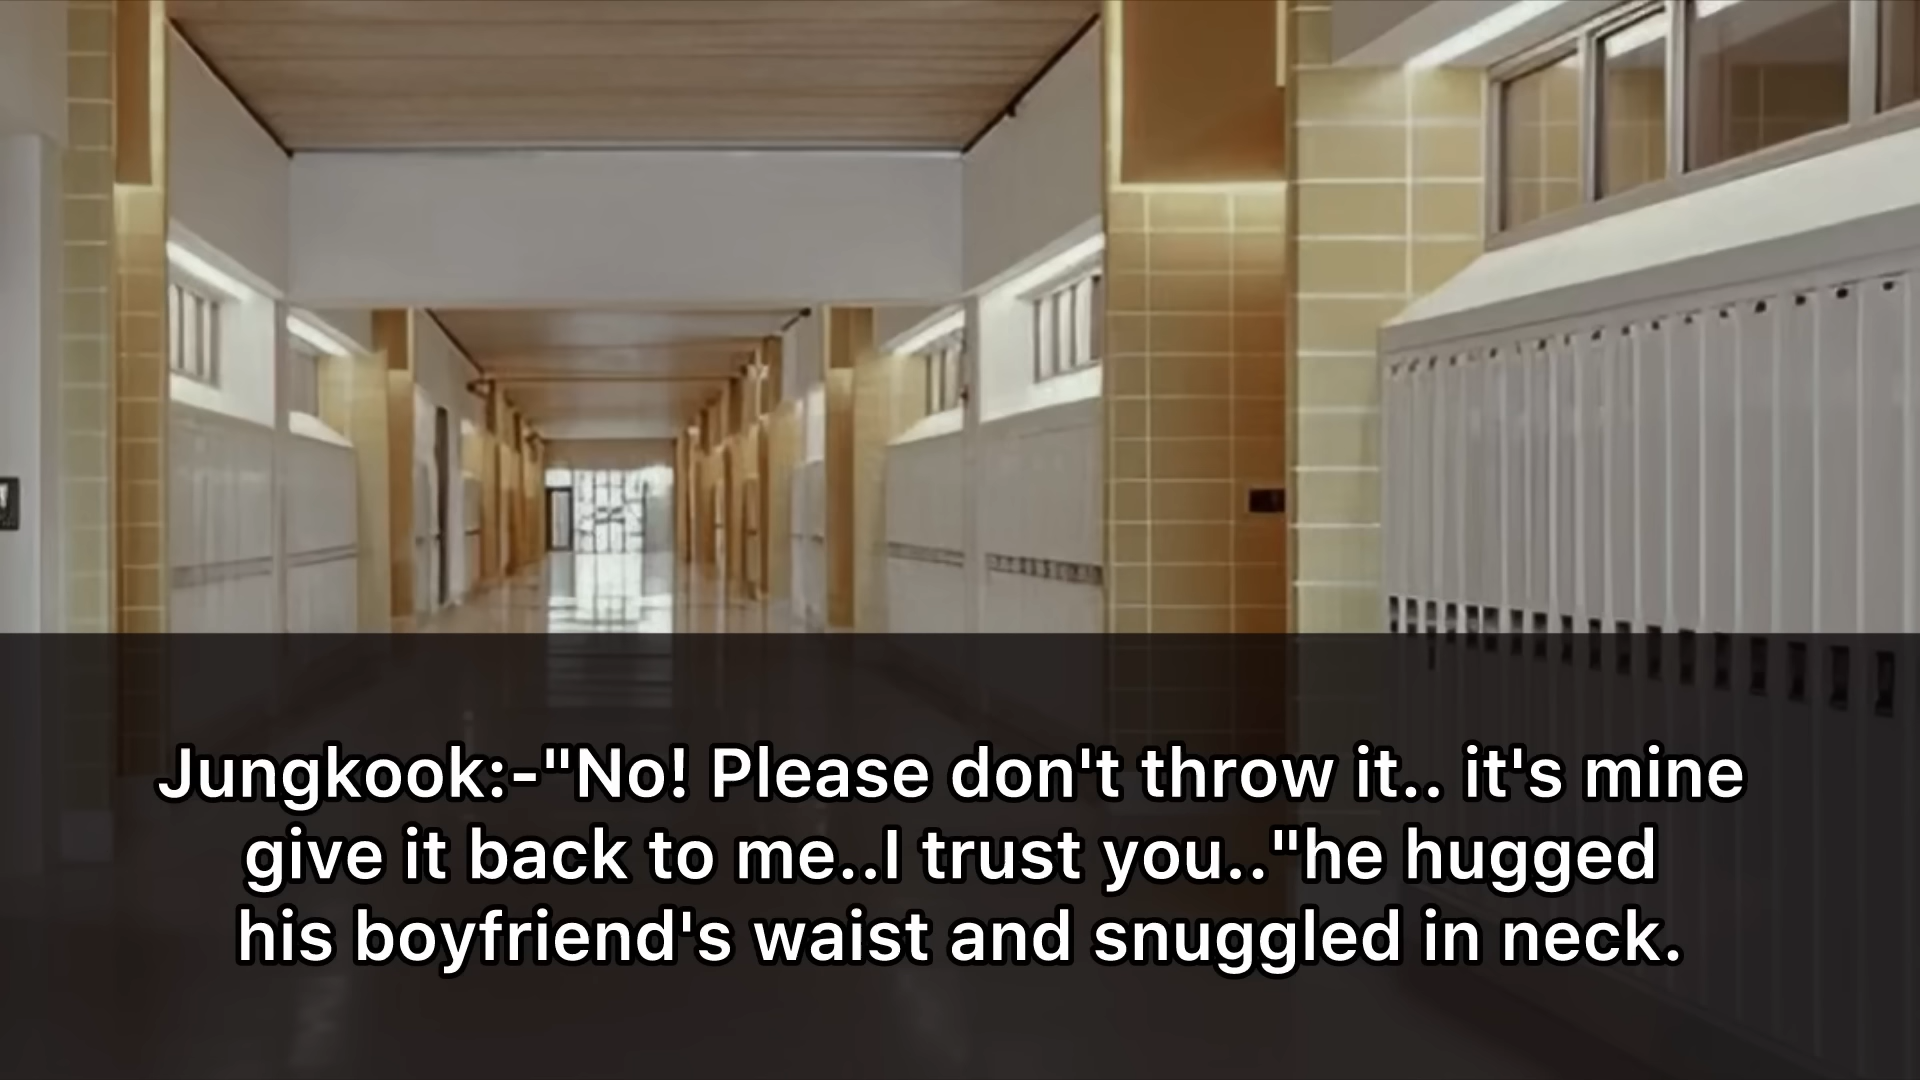 Jungkook:-"No! Please don't throw it.. it's mine
give it back to me..I trust you.."he hugged
his boyfriend's waist and snuggled in neck.